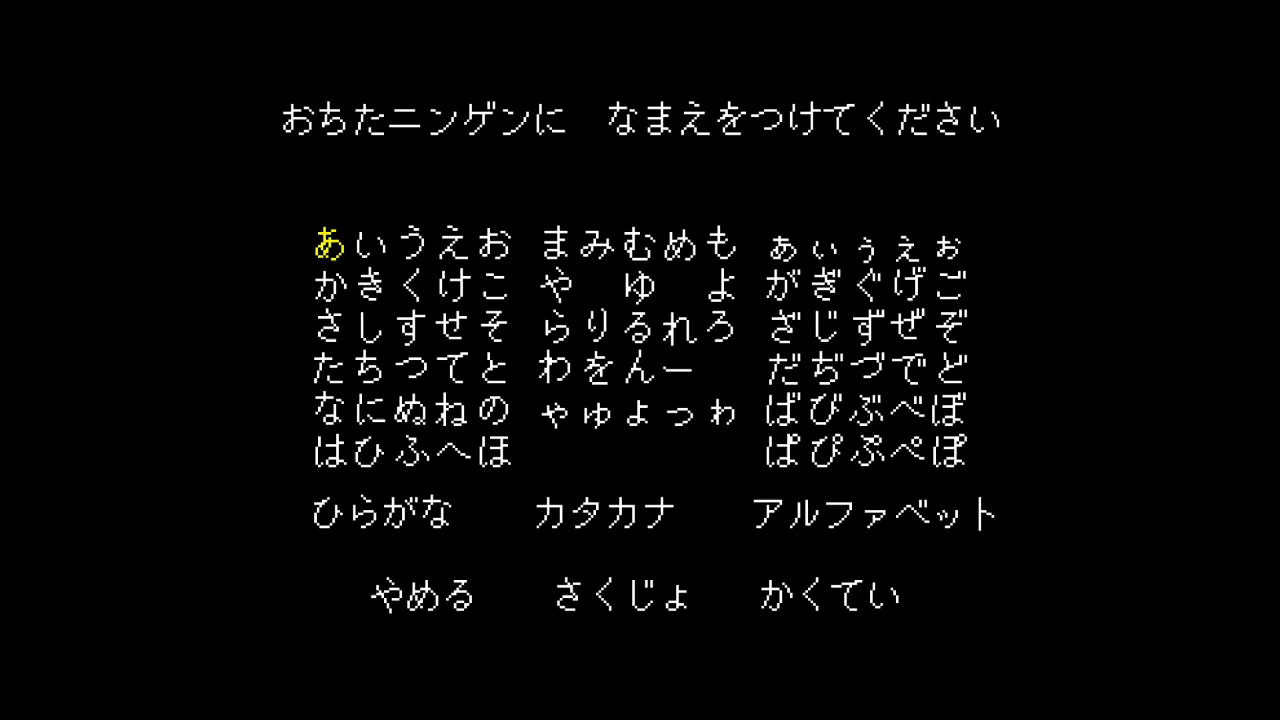 おちたニンゲンに　なまえをつけてください
あいうえお まみむめも ぁぃぅぇぉ
かきくけこ や　ゆ　よ がぎぐげご
さしすせそ らりるれろ ざじずぜぞ
たちつてと わをんー だぢづでど
なにぬねの ゃゅょっゎ ばびぶべぼ
はひふへほ ぱぴぷぺぽ
ひらがな カタカナ アルファベット
やめる さくじょ かくてい